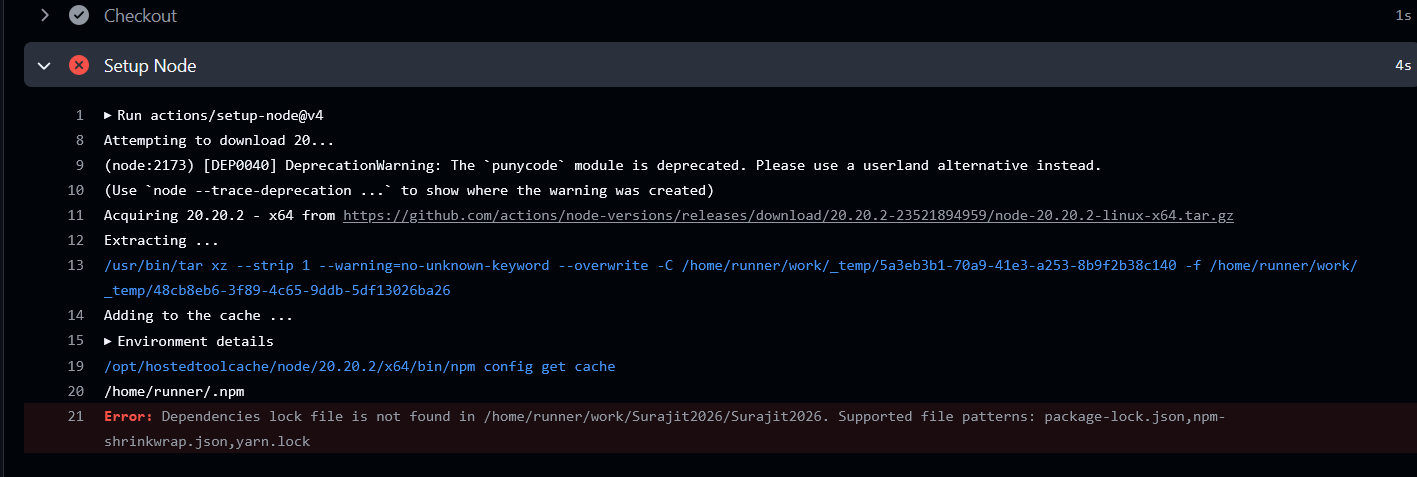 Checkout 1s
Setup Node 4s
1 ▶ Run actions/setup-node@v4
8 Attempting to download 20...
9 (node:2173) [DEP0040] DeprecationWarning: The `punycode` module is deprecated. Please use a userland alternative instead.
10 (Use `node --trace-deprecation ...` to show where the warning was created)
11 Acquiring 20.20.2 - x64 from https://github.com/actions/node-versions/releases/download/20.20.2-23521894959/node-20.20.2-linux-x64.tar.gz
12 Extracting ...
13 /usr/bin/tar xz --strip 1 --warning=no-unknown-keyword --overwrite -C /home/runner/work/_temp/5a3eb3b1-70a9-41e3-a253-8b9f2b38c140 -f /home/runner/work/
_temp/48cb8eb6-3f89-4c65-9ddb-5df13026ba26
14 Adding to the cache ...
15 ▶ Environment details
19 /opt/hostedtoolcache/node/20.20.2/x64/bin/npm config get cache
20 /home/runner/.npm
21 Error: Dependencies lock file is not found in /home/runner/work/Surajit2026/Surajit2026. Supported file patterns: package-lock.json,npm-
shrinkwrap.json,yarn.lock